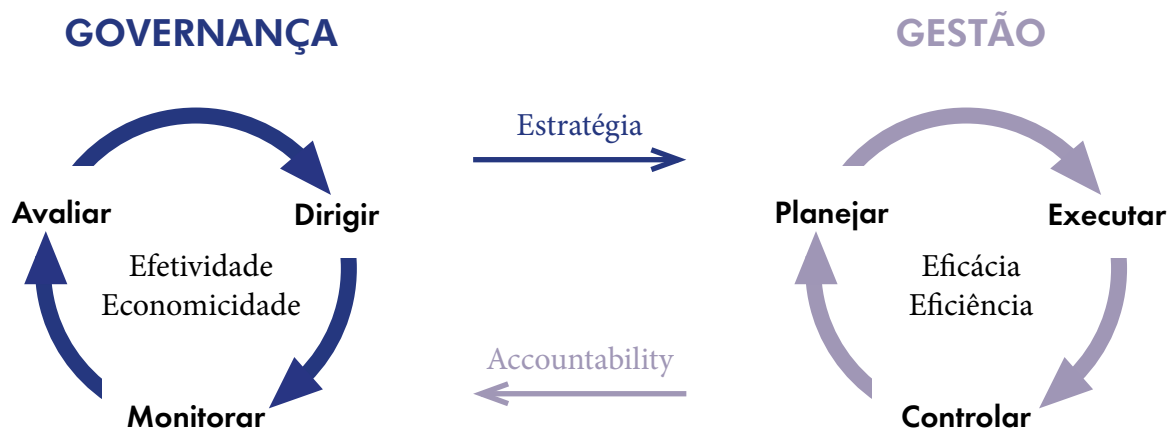 GOVERNANÇA
GESTÃO
Estratégia
Avaliar
Dirigir
Planejar
Executar
Efetividade
Economicidade
Eficácia
Eficiência
Accountability
Monitorar
Controlar